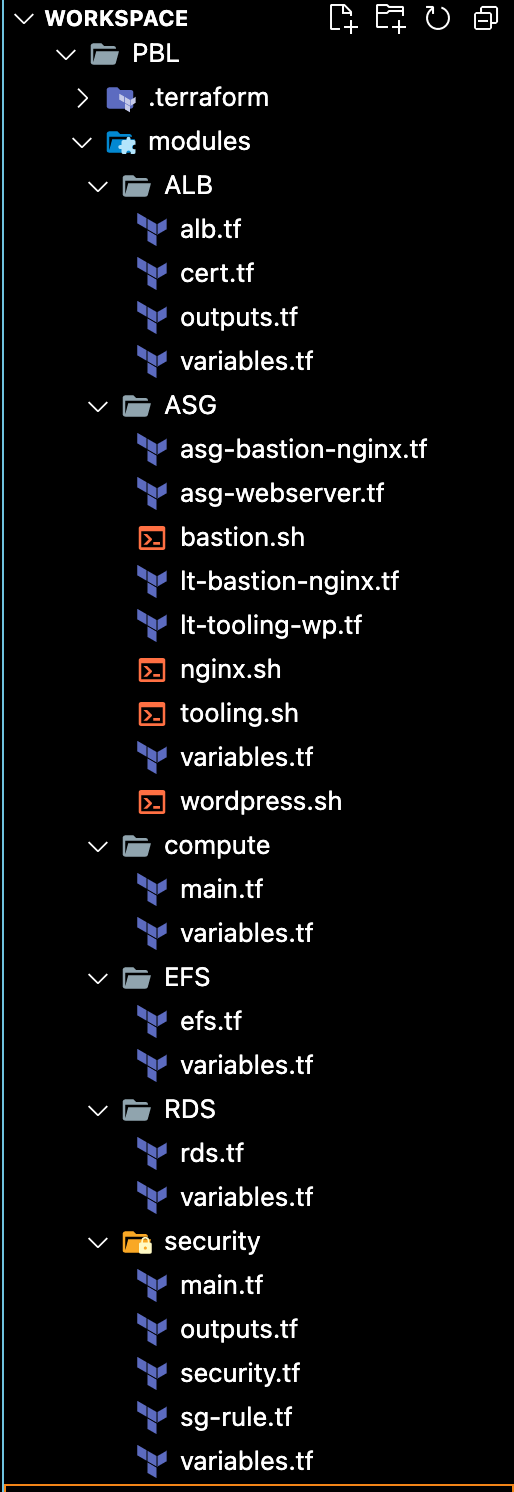 WORKSPACE
PBL
.terraform
modules
ALB
alb.tf
cert.tf
outputs.tf
variables.tf
ASG
asg-bastion-nginx.tf
asg-webserver.tf
bastion.sh
lt-bastion-nginx.tf
lt-tooling-wp.tf
nginx.sh
tooling.sh
variables.tf
wordpress.sh
compute
main.tf
variables.tf
EFS
efs.tf
variables.tf
RDS
rds.tf
variables.tf
security
main.tf
outputs.tf
security.tf
sg-rule.tf
variables.tf